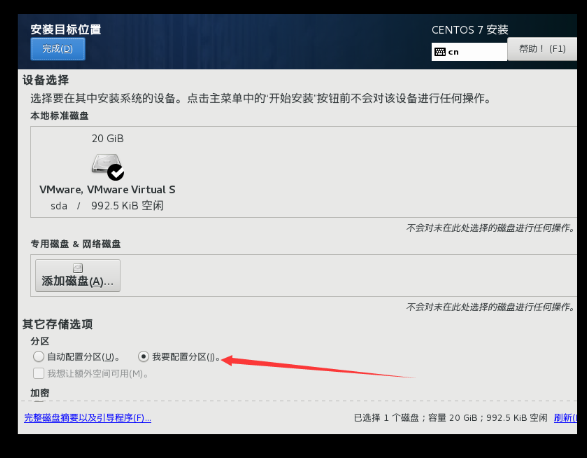 安装目标位置
CENTOS 7 安装
完成(D)
cn
帮助！ (F1)
设备选择
选择要在其中安装系统的设备。点击主菜单中的"开始安装"按钮前不会对该设备进行任何操作。
本地标准磁盘
20 GiB
VMware, VMware Virtual S
sda / 992.5 KiB 空闲
不会对未在此处选择的磁盘进行任何操作。
专用磁盘 & 网络磁盘
添加磁盘(A)...
不会对未在此处选择的磁盘进行任何操作。
其它存储选项
分区
自动配置分区(U)。
我要配置分区(I)。
我想让额外空间可用(M)。
加密
完整磁盘摘要以及引导程序(F)...
已选择 1 个磁盘；容量 20 GiB；992.5 KiB 空闲
刷新(